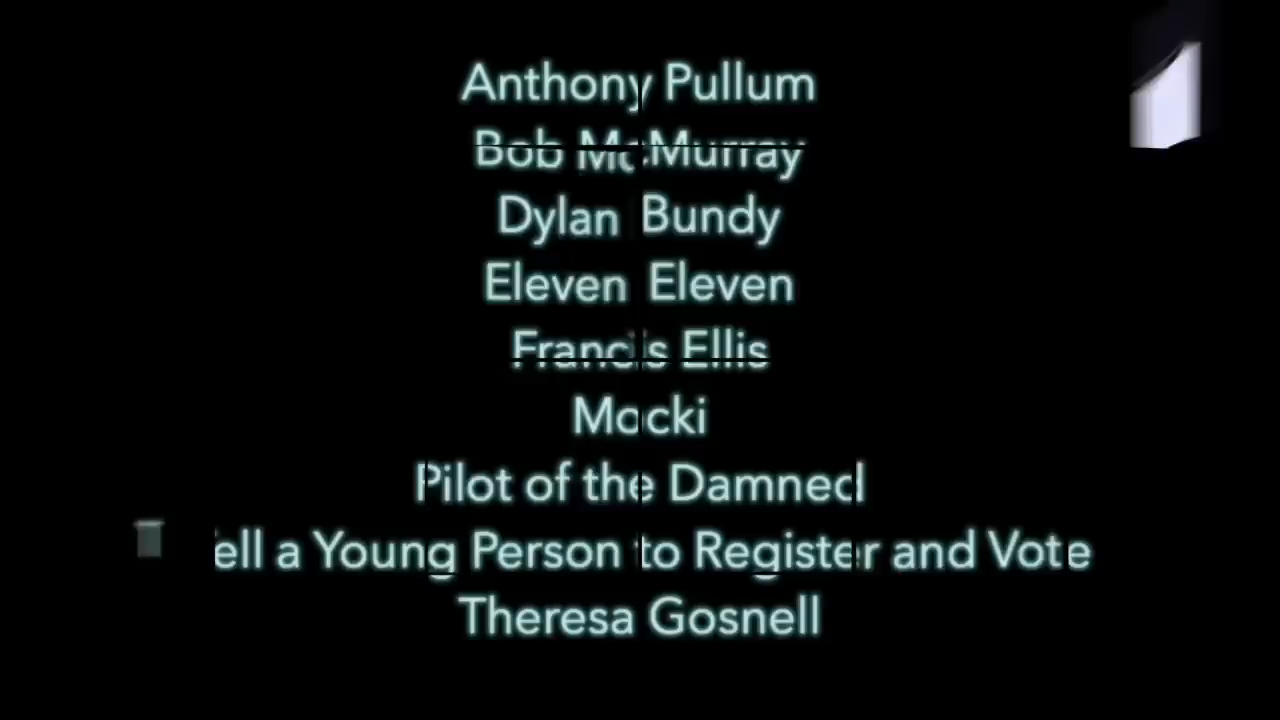 Anthony Pullum
Bob McMurray
Dylan Bundy
Eleven Eleven
Francis Ellis
Mocki
Pilot of the Damned
Tell a Young Person to Register and Vote
Theresa Gosnell